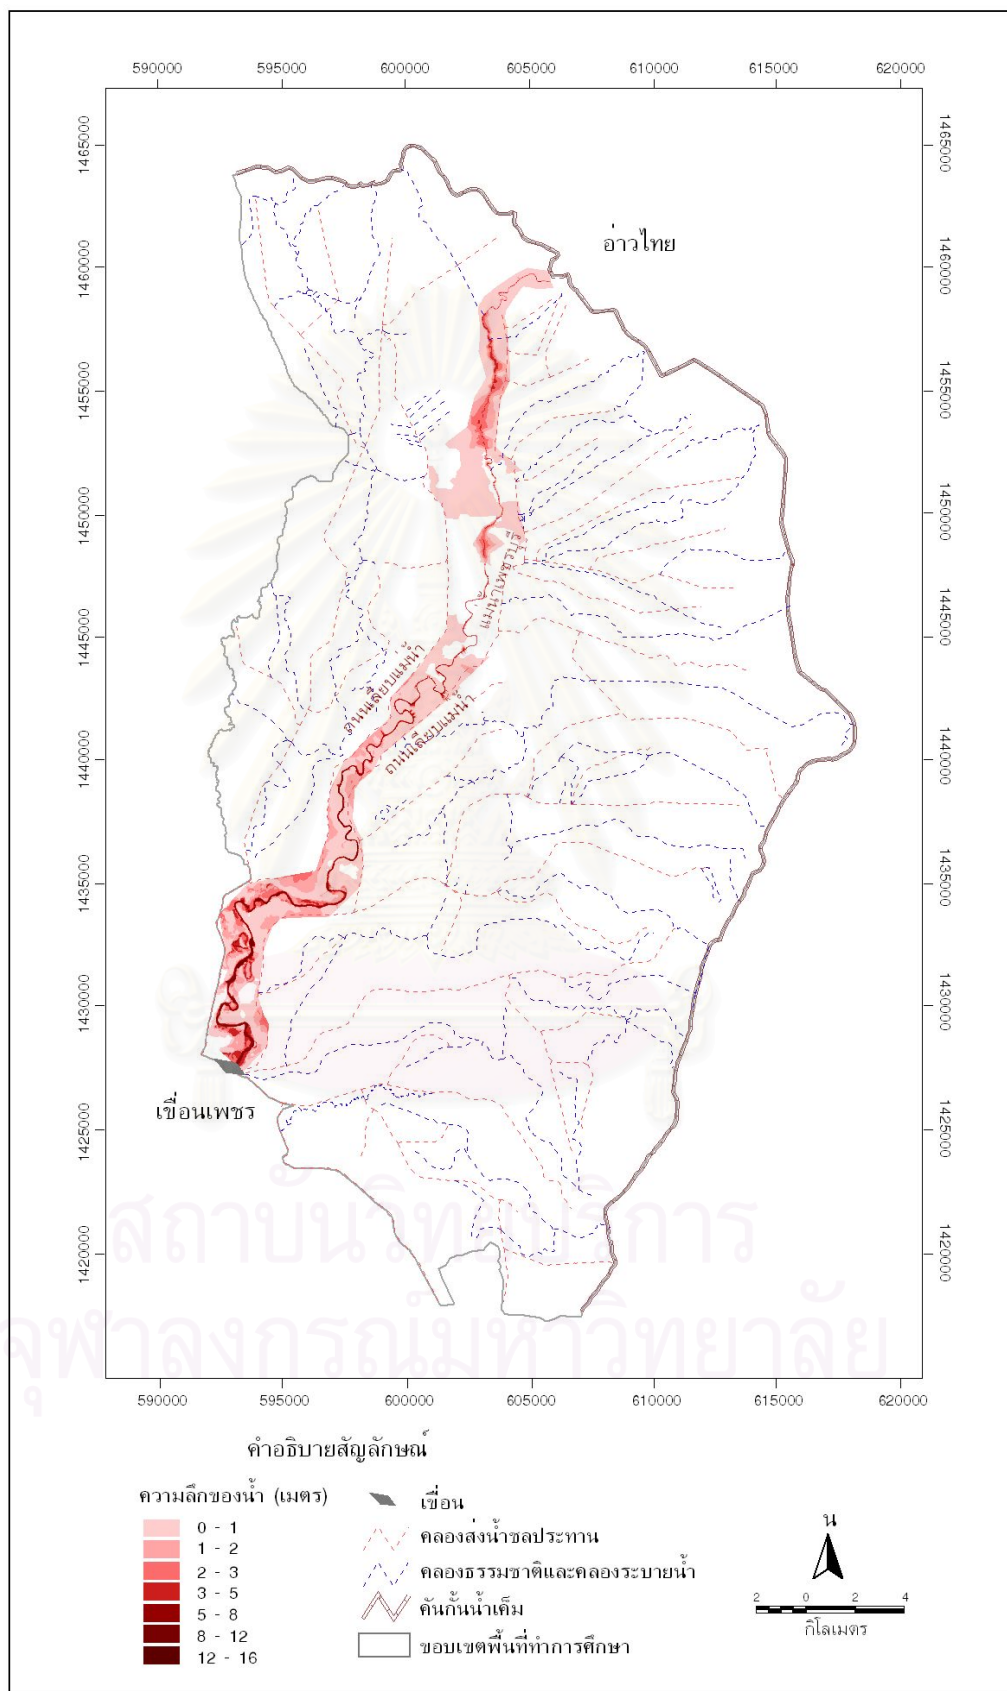 590000 595000 600000 605000 610000 615000 620000
1465000 1465000
อ่าวไทย
1460000 1460000
1455000 1455000
1450000 1450000
แม่น้ำเพชรบุรี
1445000 1445000
ถนนเลียบแม่น้ำ
ถนนเลียบแม่น้ำ
1440000 1440000
1435000 1435000
1430000 1430000
เขื่อนเพชร
1425000 1425000
สถาบันวิทยบริการ
1420000 1420000
จุฬาลงกรณ์มหาวิทยาลัย
590000 595000 600000 605000 610000 615000 620000
คำอธิบายสัญลักษณ์
ความลึกของน้ำ (เมตร)
0 - 1
1 - 2
2 - 3
3 - 5
5 - 8
8 - 12
12 - 16
เขื่อน
คลองส่งน้ำชลประทาน
คลองธรรมชาติและคลองระบายน้ำ
คันกั้นน้ำเค็ม
ขอบเขตพื้นที่ทำการศึกษา
น
2 0 2 4
กิโลเมตร